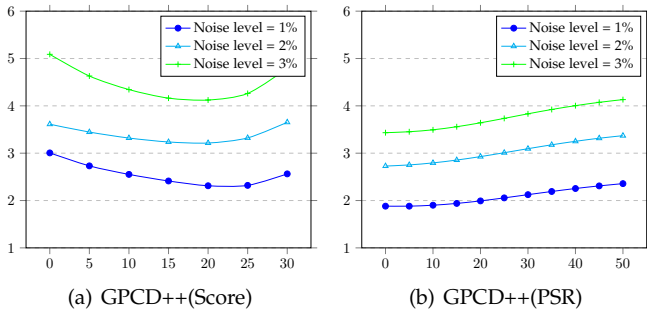 6
5
4
3
2
1
0 5 10 15 20 25 30
Noise level = 1%
Noise level = 2%
Noise level = 3%
(a) GPCD++(Score)
6
5
4
3
2
1
0 10 20 30 40 50
Noise level = 1%
Noise level = 2%
Noise level = 3%
(b) GPCD++(PSR)